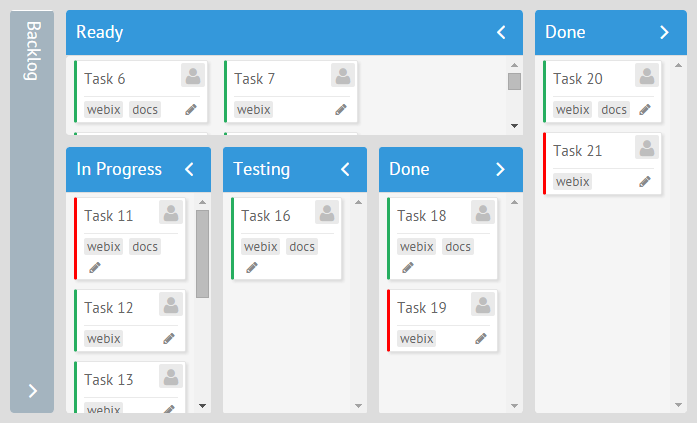 Backlog
Ready
Task 6
webix docs
Task 7
webix
In Progress
Task 11
webix docs
Task 12
webix
Task 13
webix
Testing
Task 16
webix docs
Done
Task 18
webix docs
Task 19
webix
Done
Task 20
webix docs
Task 21
webix